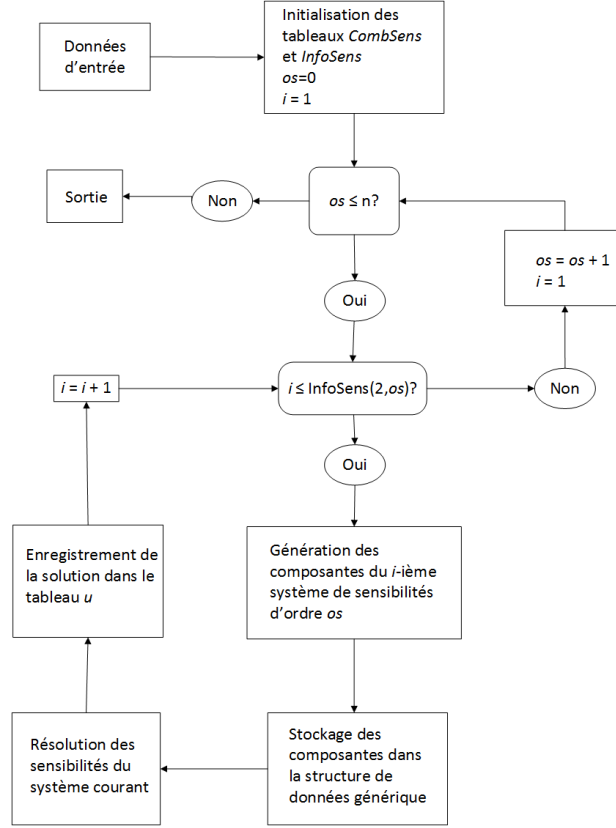 Données
d'entrée
Initialisation des
tableaux CombSens
et InfoSens
os=0
i = 1
Sortie
Non
os ≤ n?
os = os + 1
i = 1
Oui
i = i + 1
i ≤ InfoSens(2,os)?
Non
Oui
Enregistrement de
la solution dans le
tableau u
Génération des
composantes du i-ième
système de sensibilités
d'ordre os
Résolution des
sensibilités du
système courant
Stockage des
composantes dans
la structure de
données générique